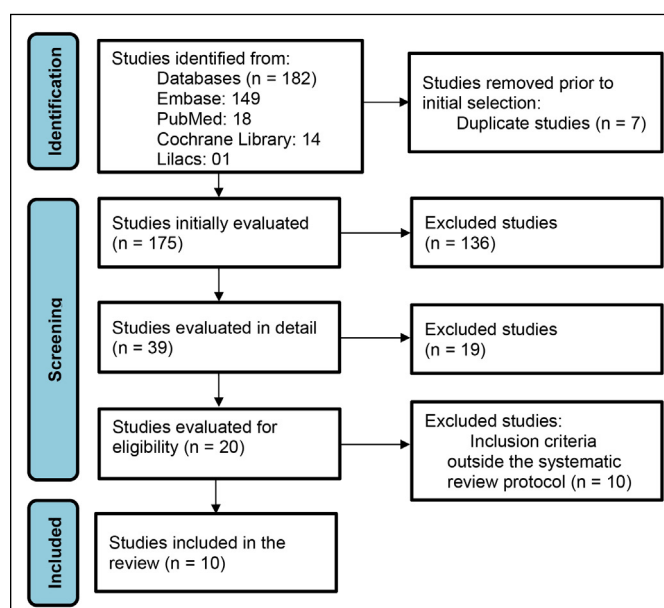 Identification
Studies identified from:
Databases (n = 182)
Embase: 149
PubMed: 18
Cochrane Library: 14
Lilacs: 01
Studies removed prior to
initial selection:
Duplicate studies (n = 7)
Screening
Studies initially evaluated
(n = 175)
Excluded studies
(n = 136)
Studies evaluated in detail
(n = 39)
Excluded studies
(n = 19)
Studies evaluated for
eligibility (n = 20)
Excluded studies:
Inclusion criteria
outside the systematic
review protocol (n = 10)
Included
Studies included in the
review (n = 10)